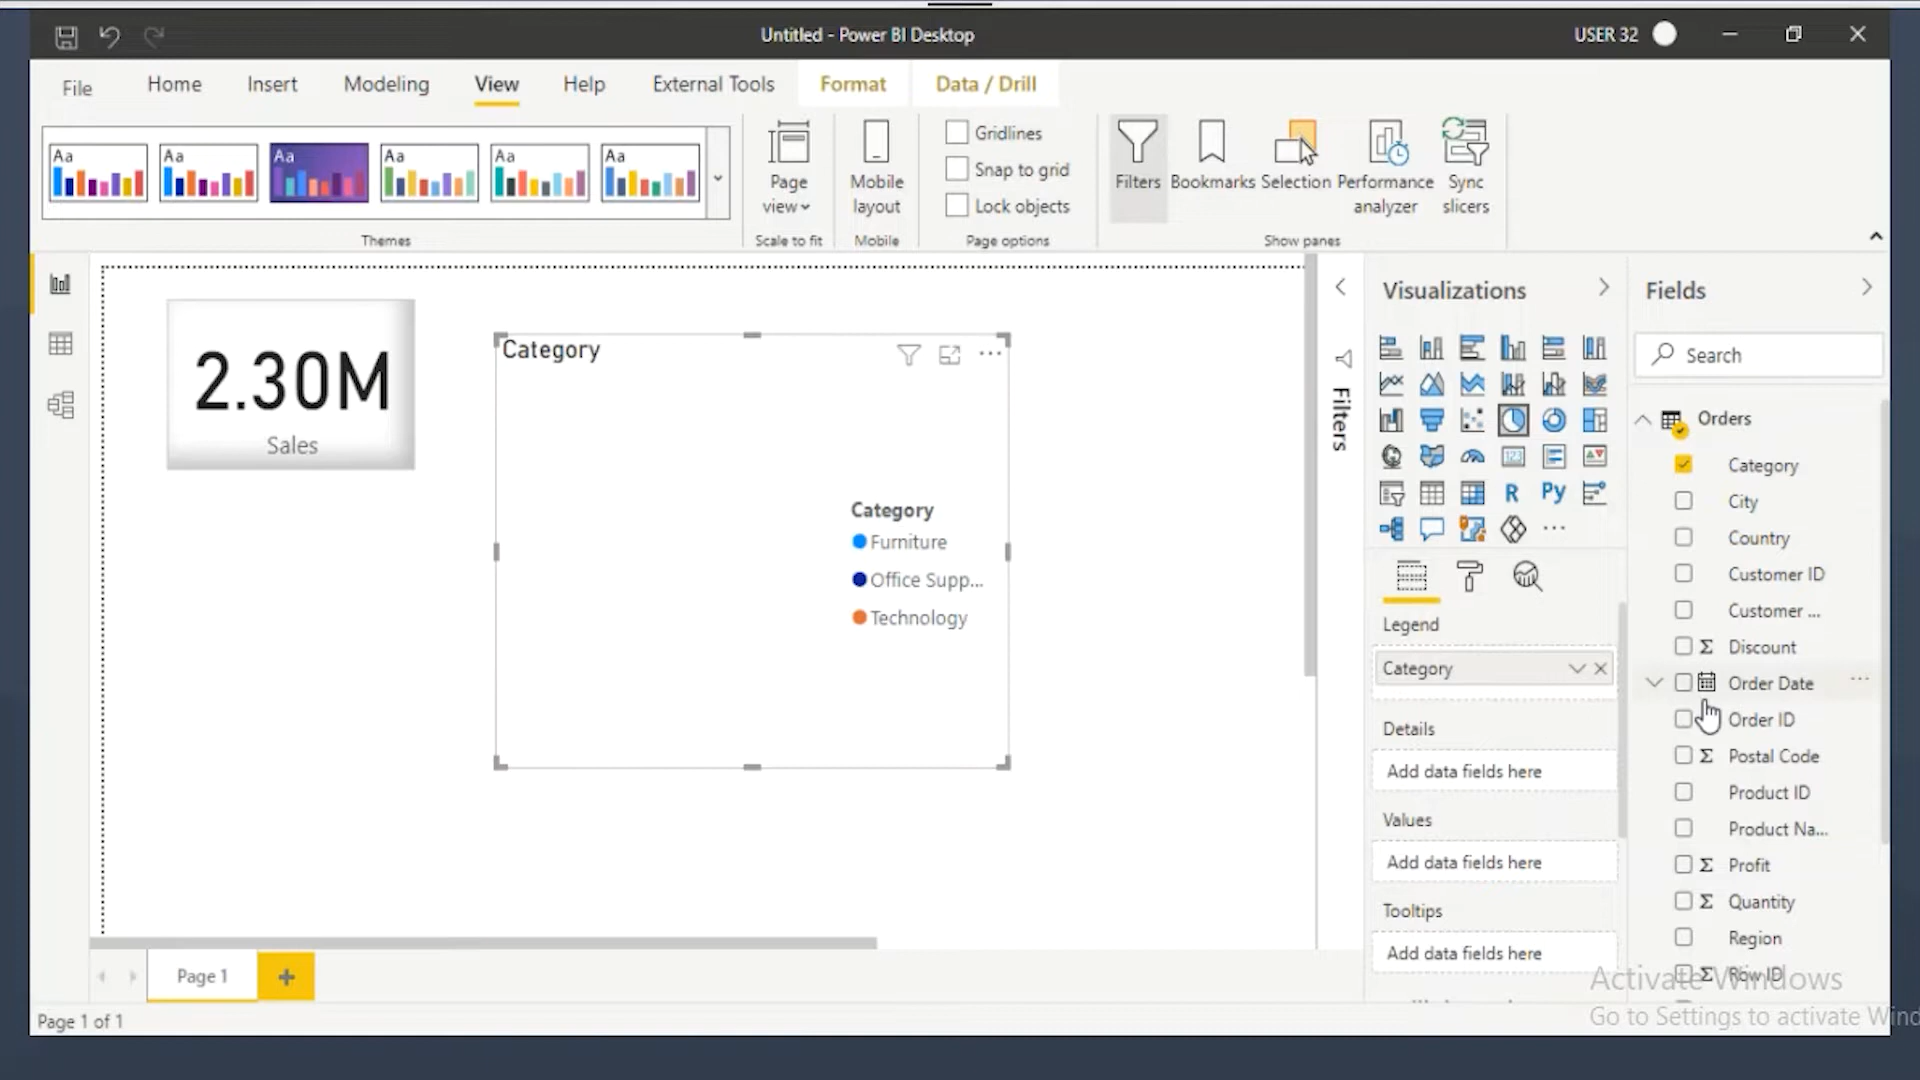 Untitled - Power BI Desktop
USER 32
File
Home
Insert
Modeling
View
Help
External Tools
Format
Data / Drill
Aa
Aa
Aa
Aa
Aa
Aa
Themes
Page
view
Scale to fit
Mobile
layout
Mobile
Gridlines
Snap to grid
Lock objects
Page options
Filters
Bookmarks
Selection
Performance
analyzer
Sync
slicers
Show panes
2.30M
Sales
Category
Category
Furniture
Office Supp...
Technology
Filters
Visualizations
123
R
Py
Legend
Category
Details
Add data fields here
Values
Add data fields here
Tooltips
Add data fields here
Fields
Search
Orders
Category
City
Country
Customer ID
Customer ...
Σ Discount
Order Date
Order ID
Σ Postal Code
Product ID
Product Na...
Σ Profit
Σ Quantity
Region
Σ Row ID
Activate Windows
Go to Settings to activate Wind
Page 1
+
Page 1 of 1